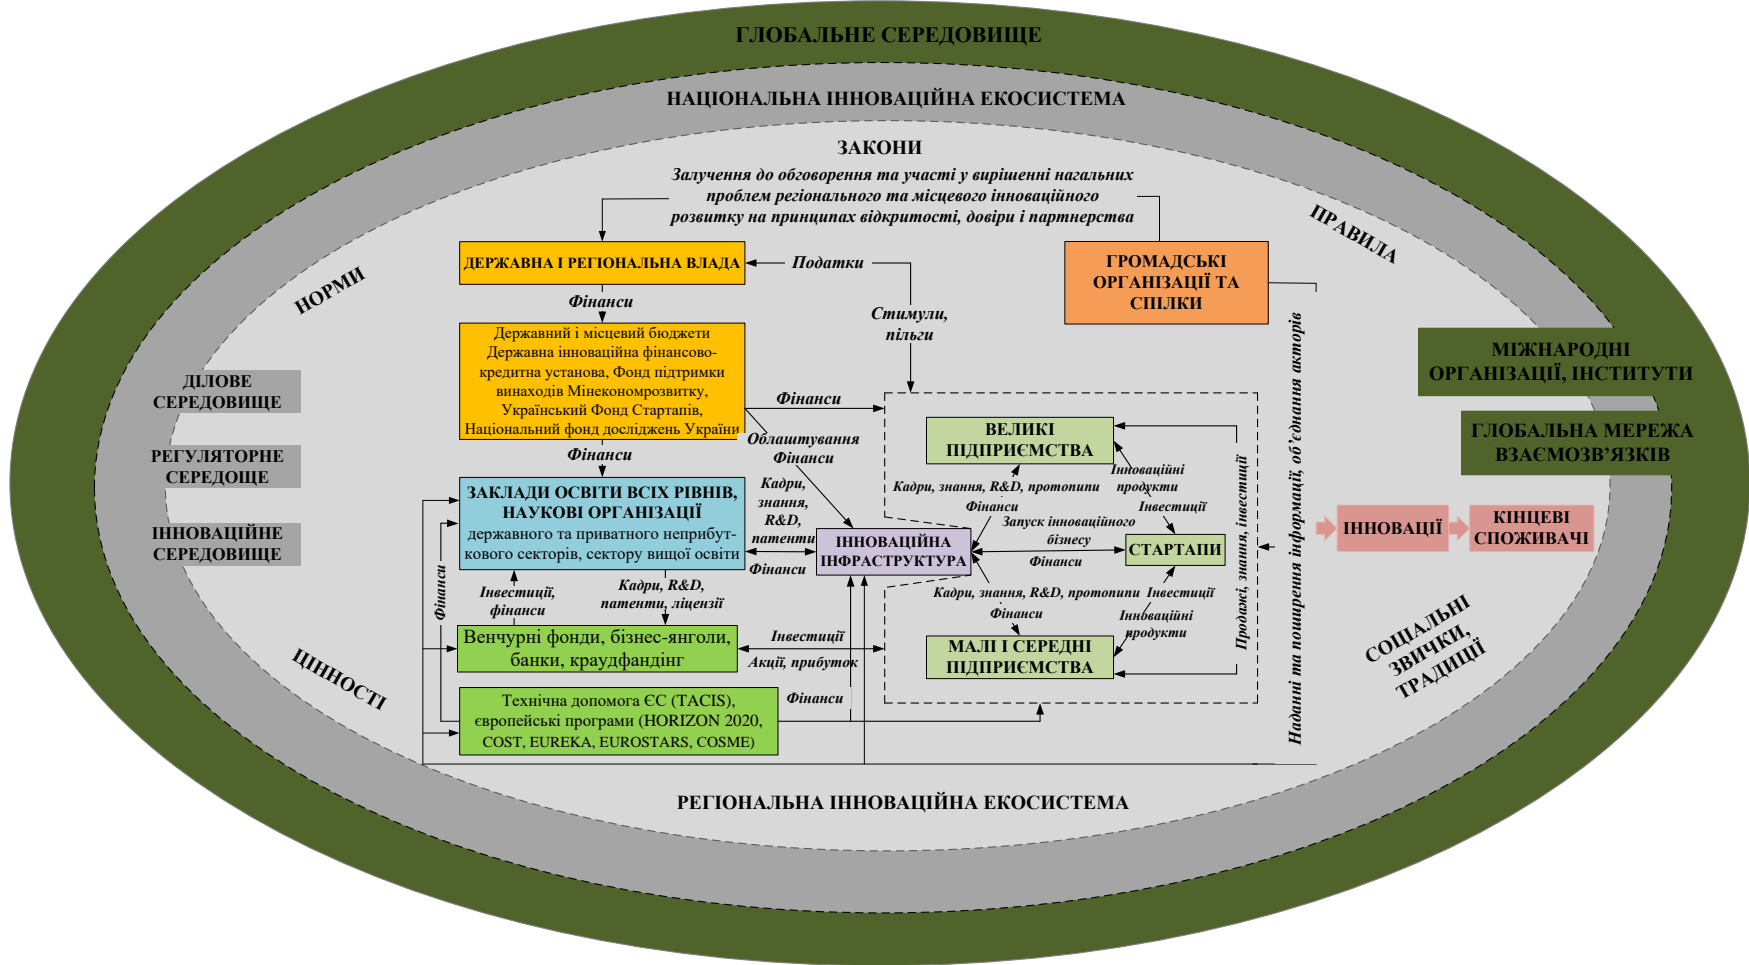 ГЛОБАЛЬНЕ СЕРЕДОВИЩЕ
НАЦІОНАЛЬНА ІННОВАЦІЙНА ЕКОСИСТЕМА
ЗАКОНИ
Залучення до обговорення та участі у вирішенні нагальних
проблем регіонального та місцевого інноваційного
розвитку на принципах відкритості, довіри і партнерства
ПРАВИЛА
НОРМИ
ДЕРЖАВНА І РЕГІОНАЛЬНА ВЛАДА
Податки
ГРОМАДСЬКІ
ОРГАНІЗАЦІЇ ТА
СПІЛКИ
Фінанси
Стимули,
пільги
Державний і місцевий бюджети
Державна інноваційна фінансово-
кредитна установа, Фонд підтримки
винаходів Мінекономрозвитку,
Український Фонд Стартапів,
Національний фонд досліджень України
Фінанси
Облаштування
Фінанси
Фінанси
ДІЛОВЕ
СЕРЕДОВИЩЕ
РЕГУЛЯТОРНЕ
СЕРЕДОЩЕ
ІННОВАЦІЙНЕ
СЕРЕДОВИЩЕ
МІЖНАРОДНІ
ОРГАНІЗАЦІЇ, ІНСТИТУТИ
ГЛОБАЛЬНА МЕРЕЖА
ВЗАЄМОЗВ'ЯЗКІВ
ВЕЛИКІ
ПІДПРИЄМСТВА
Інноваційні
продукти
Кадри, знання, R&D, прототипи
Фінанси
Інвестиції
ЗАКЛАДИ ОСВІТИ ВСІХ РІВНІВ,
НАУКОВІ ОРГАНІЗАЦІЇ
державного та приватного неприбут-
кового секторів, сектору вищої освіти
Кадри,
знання,
R&D,
патенти
Фінанси
ІННОВАЦІЙНА
ІНФРАСТРУКТУРА
Запуск інноваційного
бізнесу
Фінанси
СТАРТАПИ
ІННОВАЦІЇ
КІНЦЕВІ
СПОЖИВАЧІ
Продажі, знання, інвестиції
Наданні та поширення інформації, об'єднання акторів
Фінанси
Інвестиції,
фінанси
Кадри, R&D,
патенти, ліцензії
Кадри, знання, R&D, прототипи
Фінанси
Інвестиції
Інноваційні
продукти
Венчурні фонди, бізнес-янголи,
банки, краудфандінг
Інвестиції
Акції, прибуток
МАЛІ І СЕРЕДНІ
ПІДПРИЄМСТВА
СОЦІАЛЬНІ
ЗВИЧКИ,
ТРАДИЦІЇ
ЦІННОСТІ
Технічна допомога ЄС (TACIS),
європейські програми (HORIZON 2020,
COST, EUREKA, EUROSTARS, COSME)
Фінанси
РЕГІОНАЛЬНА ІННОВАЦІЙНА ЕКОСИСТЕМА